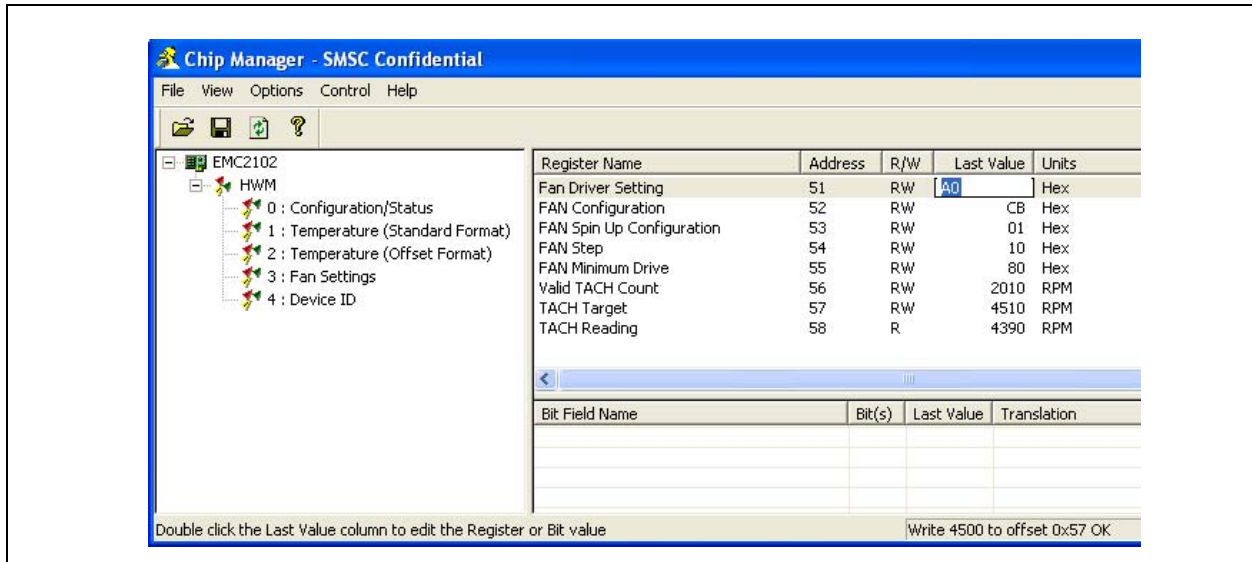 Chip Manager - SMSC Confidential
File View Options Control Help
EMC2102
HWM
0 : Configuration/Status
1 : Temperature (Standard Format)
2 : Temperature (Offset Format)
3 : Fan Settings
4 : Device ID
Register Name Address R/W Last Value Units
Fan Driver Setting 51 RW A0 Hex
FAN Configuration 52 RW CB Hex
FAN Spin Up Configuration 53 RW 01 Hex
FAN Step 54 RW 10 Hex
FAN Minimum Drive 55 RW 80 Hex
Valid TACH Count 56 RW 2010 RPM
TACH Target 57 RW 4510 RPM
TACH Reading 58 R 4390 RPM
Bit Field Name Bit(s) Last Value Translation
Double click the Last Value column to edit the Register or Bit value
Write 4500 to offset 0x57 OK